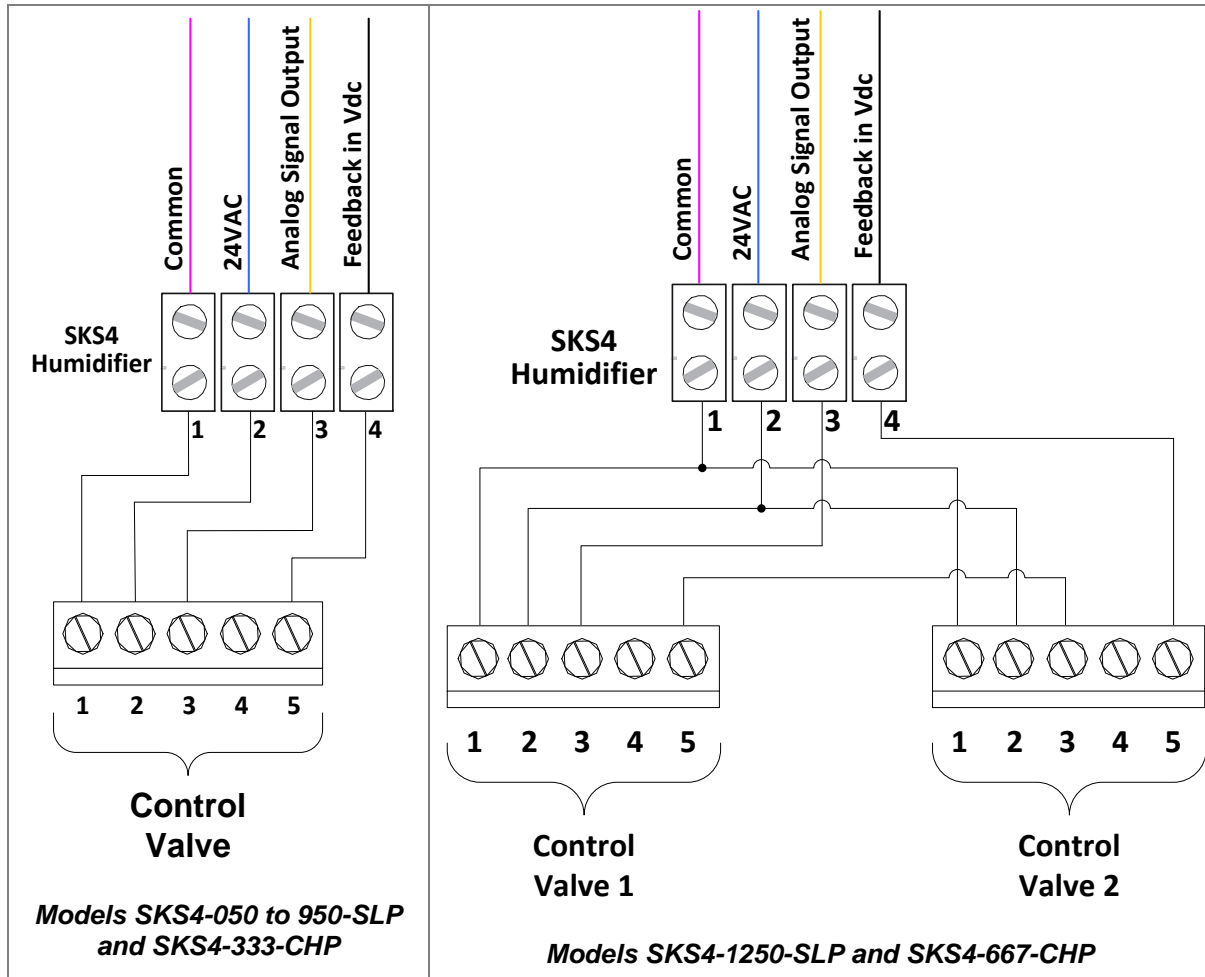 Common
24VAC
Analog Signal Output
Feedback in Vdc
SKS4
Humidifier
1 2 3 4
1 2 3 4 5
Control
Valve
Models SKS4-050 to 950-SLP
and SKS4-333-CHP
Common
24VAC
Analog Signal Output
Feedback in Vdc
SKS4
Humidifier
1 2 3 4
1 2 3 4 5
Control
Valve 1
1 2 3 4 5
Control
Valve 2
Models SKS4-1250-SLP and SKS4-667-CHP